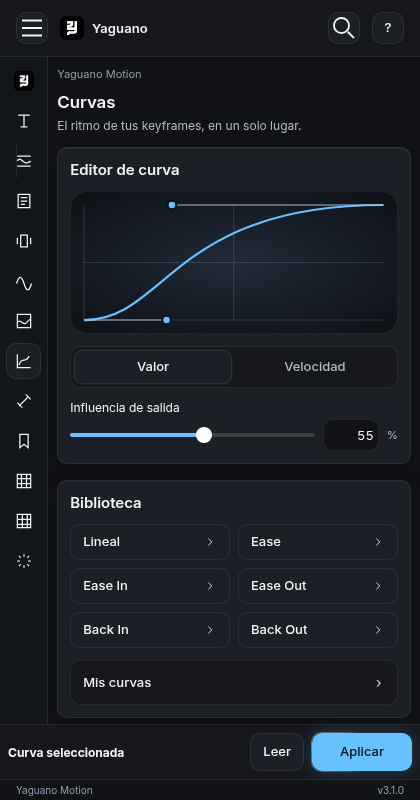 Yaguano
?
Yaguano Motion
Curvas
El ritmo de tus keyframes, en un solo lugar.
Editor de curva
Valor
Velocidad
Influencia de salida
55 %
Biblioteca
Lineal
Ease
Ease In
Ease Out
Back In
Back Out
Mis curvas
Curva seleccionada
Leer
Aplicar
Yaguano Motion
v3.1.0